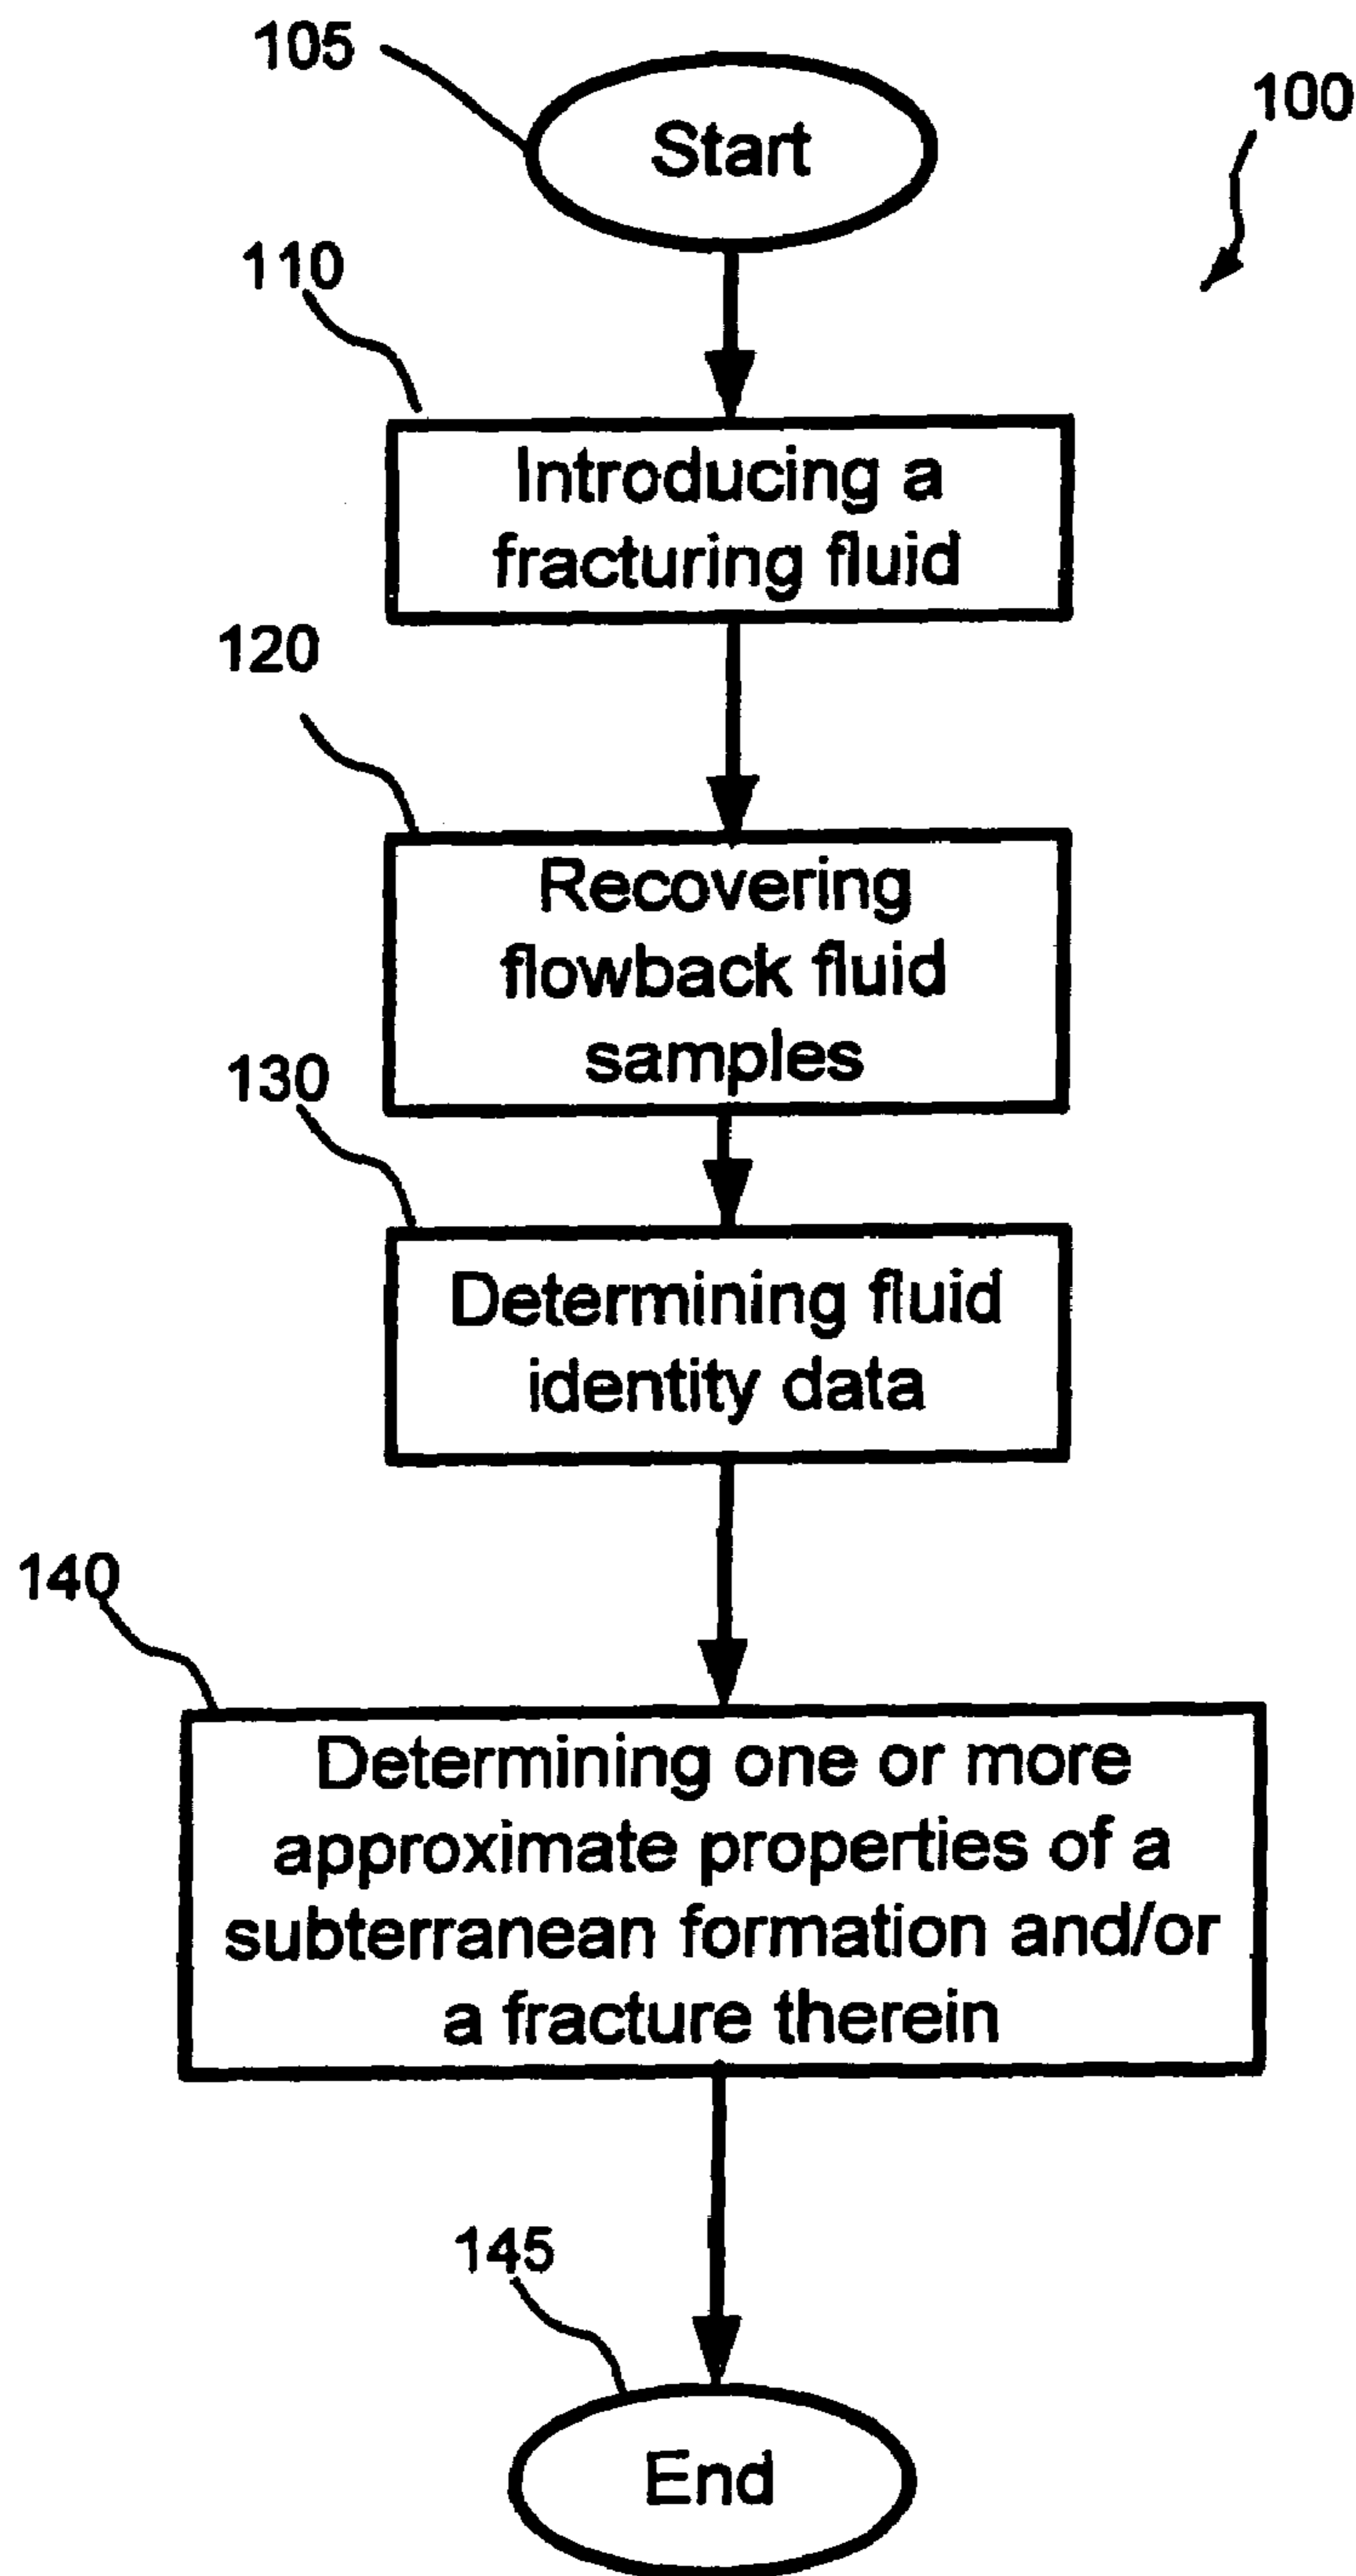 105
Start
100
110
Introducing a
fracturing fluid
120
Recovering
flowback fluid
samples
130
Determining fluid
identity data
140
Determining one or more
approximate properties of a
subterranean formation and/or
a fracture therein
145
End